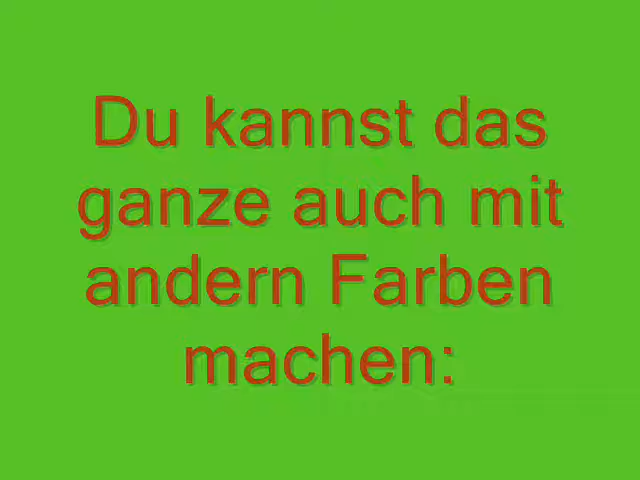 Du kannst das
ganze auch mit
andern Farben
machen: